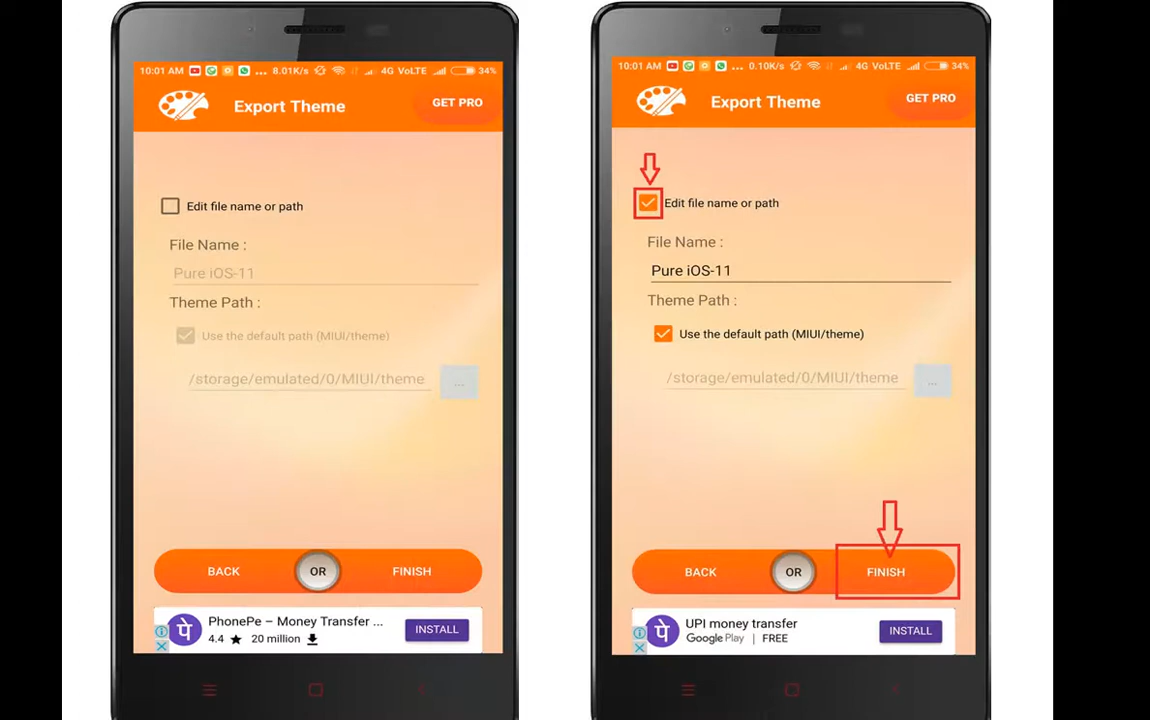 10:01 AM ... 8.01K/s 4G VoLTE 34%
Export Theme
GET PRO
Edit file name or path
File Name :
Pure iOS-11
Theme Path :
Use the default path (MIUI/theme)
/storage/emulated/0/MIUI/theme
...
BACK
OR
FINISH
पे
PhonePe – Money Transfer ...
4.4 ★ 20 million
INSTALL
10:01 AM ... 0.10K/s 4G VoLTE 34%
Export Theme
GET PRO
Edit file name or path
File Name :
Pure iOS-11
Theme Path :
Use the default path (MIUI/theme)
/storage/emulated/0/MIUI/theme
...
BACK
OR
FINISH
पे
UPI money transfer
Google Play | FREE
INSTALL